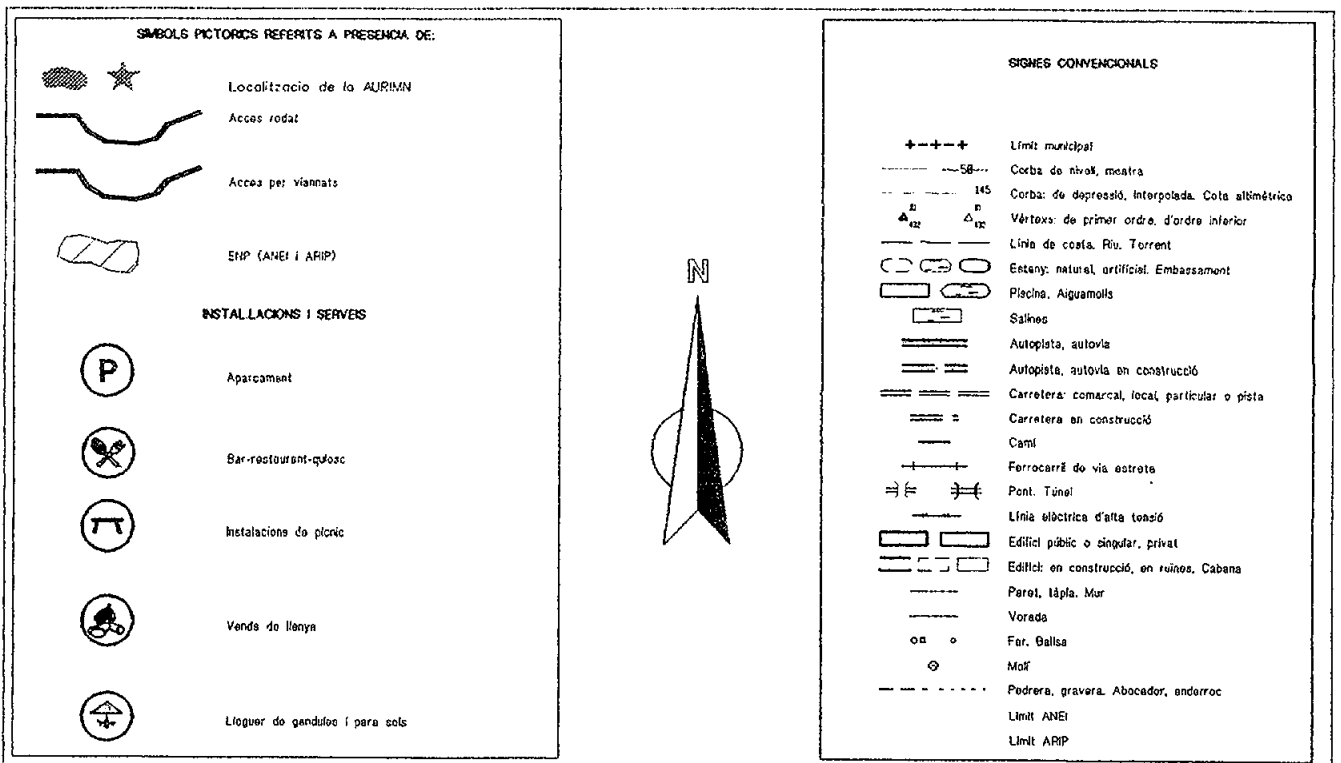 SIMBOLS PICTORICS REFERITS A PRESENCIA DE:
Localitzacio de la AURIMN
Acces rodat
Acces per viannats
ENP (ANEI i ARIP)
INSTAL.LACIONS I SERVEIS
P
Aparcament
Bar-restaurant-quiosc
Instalacions de picnic
Venda de llenya
Lloguer de gandules i para sols
N
SIGNES CONVENCIONALS
Límit municipal
50
Corba de nivell, mestra
145
Corba: de depressió, interpolada. Cota altimétrica
432 132
Vèrtexs: de primer ordre, d'ordre inferior
Línia de costa. Riu. Torrent
Estany: natural, artificial. Embassament
Piscina, Aiguamolls
Salines
Autopista, autovia
Autopista, autovia en construcció
Carretera: comarcal, local, particular o pista
Carretera en construcció
Camí
Ferrocarril de via estreta
Pont. Túnel
Línia elèctrica d'alta tensió
Edifici públic o singular, privat
Edifici: en construcció, en ruïnes. Cabana
Paret, tàpia. Mur
Vorada
Far. Ballsa
Molí
Pedrera, gravera. Abocador, enderroc
Límit ANEI
Límit ARIP